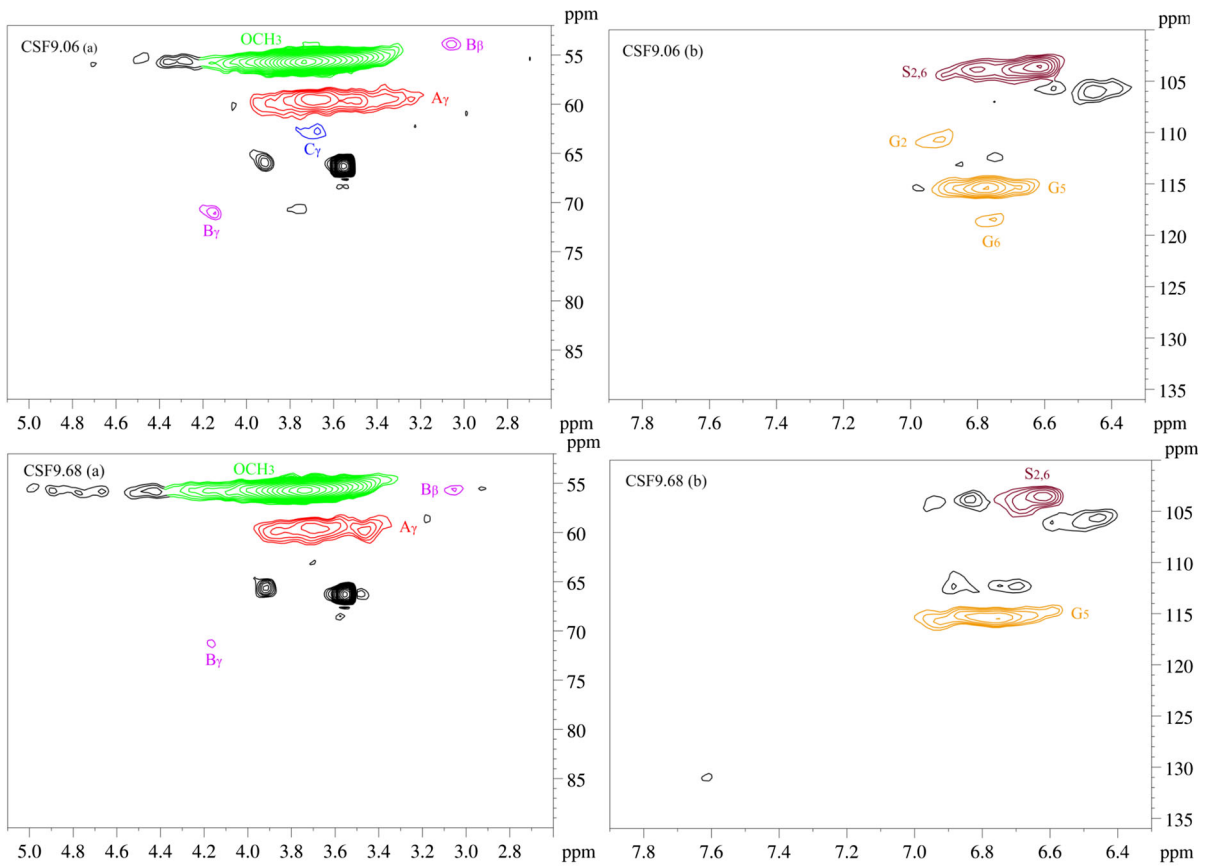 ppm
CSF9.06 (a)
OCH3
Bβ
55
Aγ
60
Cγ
65
70
Bγ
75
80
85
5.0 4.8 4.6 4.4 4.2 4.0 3.8 3.6 3.4 3.2 3.0 2.8 ppm
ppm
CSF9.06 (b)
S2,6
105
G2
110
G5
115
G6
120
125
130
135
7.8 7.6 7.4 7.2 7.0 6.8 6.6 6.4 ppm
ppm
CSF9.68 (a)
OCH3
Bβ
55
Aγ
60
65
70
Bγ
75
80
85
5.0 4.8 4.6 4.4 4.2 4.0 3.8 3.6 3.4 3.2 3.0 2.8 ppm
ppm
CSF9.68 (b)
S2,6
105
110
G5
115
120
125
130
135
7.8 7.6 7.4 7.2 7.0 6.8 6.6 6.4 ppm